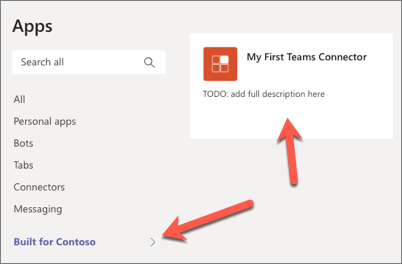 Apps
Search all
All
Personal apps
Bots
Tabs
Connectors
Messaging
Built for Contoso
My First Teams Connector
TODO: add full description here